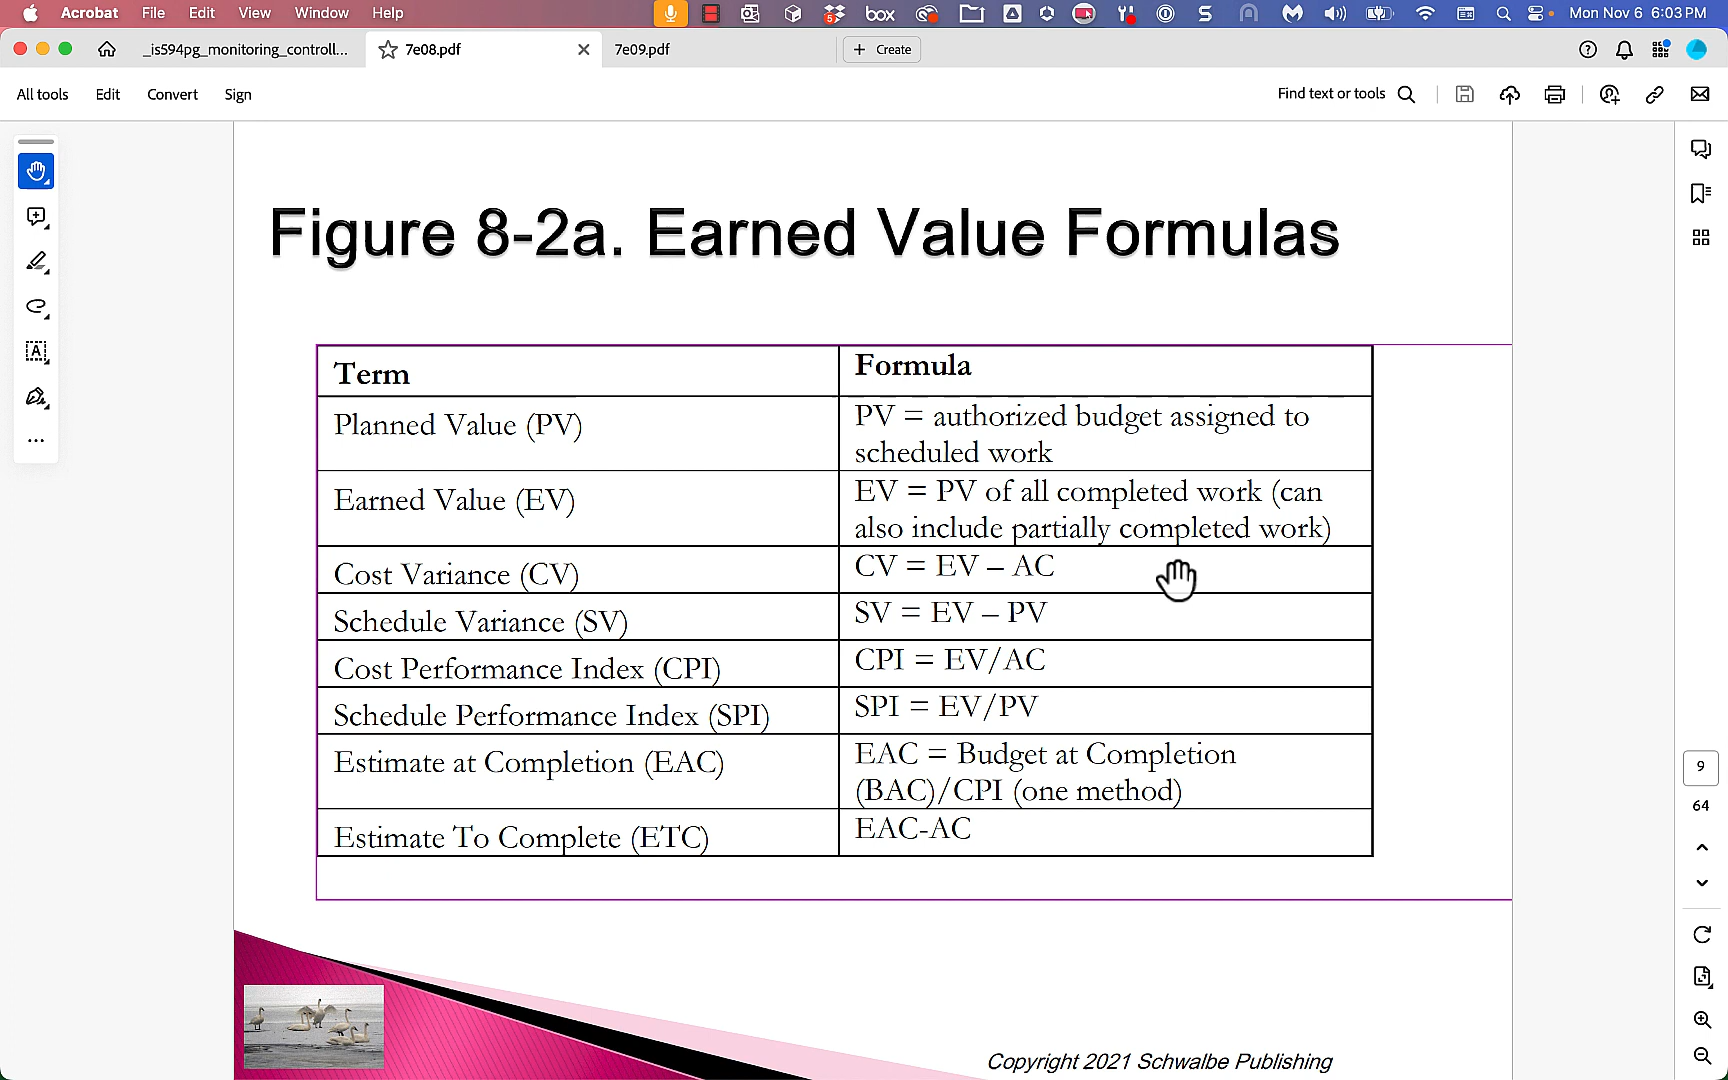 Acrobat File Edit View Window Help
box
Mon Nov 6 6:03 PM
_is594pg_monitoring_controll...
7e08.pdf
7e09.pdf
+ Create
All tools Edit Convert Sign
Find text or tools
Figure 8-2a. Earned Value Formulas
Term
Formula
Planned Value (PV)
PV = authorized budget assigned to
scheduled work
Earned Value (EV)
EV = PV of all completed work (can
also include partially completed work)
Cost Variance (CV)
CV = EV – AC
Schedule Variance (SV)
SV = EV – PV
Cost Performance Index (CPI)
CPI = EV/AC
Schedule Performance Index (SPI)
SPI = EV/PV
Estimate at Completion (EAC)
EAC = Budget at Completion
(BAC)/CPI (one method)
Estimate To Complete (ETC)
EAC-AC
9
64
Copyright 2021 Schwalbe Publishing